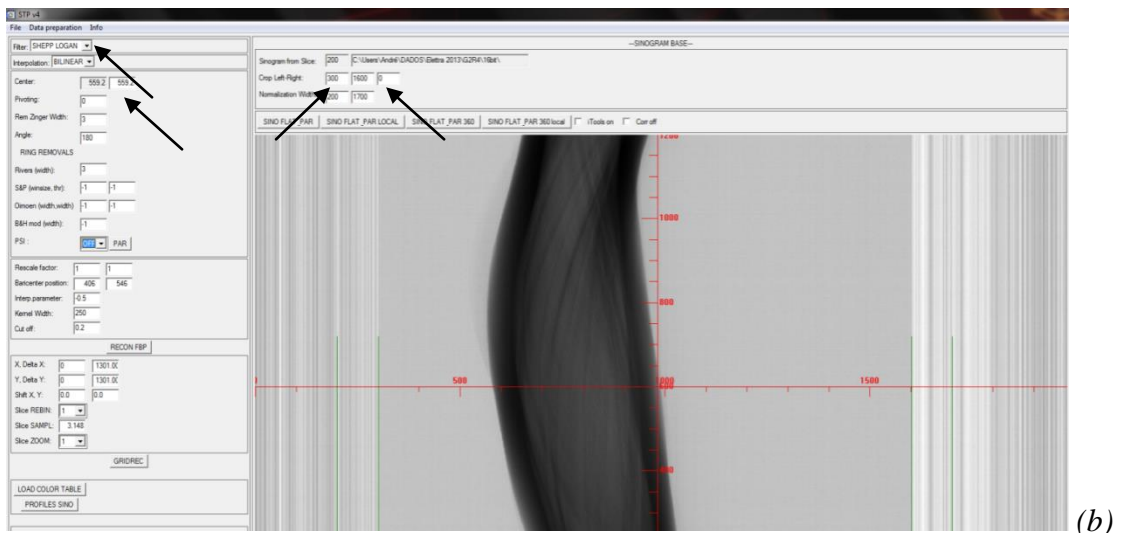 STP v4
File Data preparation Info
Filter: SHEPP LOGAN
Interpolation: BILINEAR
Center: 559.2 559.2
Pivoting: 0
Rem Zinger Width: 3
Angle: 180
RING REMOVALS
Rivers (width): 3
S&P (winsize, thr): -1 -1
Oimoen (width,width) -1 -1
B&H mod (width): -1
PSI : OFF PAR
Rescale factor: 1 1
Baricenter position: 406 546
Interp.parameter: -0.5
Kernel Width: 250
Cut off: 0.2
RECON FBP
X, Delta X: 0 1301.0
Y, Delta Y: 0 1301.0
Shift X, Y: 0.0 0.0
Slice REBIN: 1
Slice SAMPL: 3.148
Slice ZOOM: 1
GRIDREC
LOAD COLOR TABLE
PROFILES SINO
--SINOGRAM BASE--
Sinogram from Slice: 200 C:\Users\André\DADOS\Elettra 2013\G2R4\16bit\
Crop Left-Right: 300 1600 0
Normalization Width: 200 1700
SINO FLAT_PAR SINO FLAT_PAR LOCAL SINO FLAT_PAR 360 SINO FLAT_PAR 360 local iTools on Corr off
1200
1000
800
500 1000 1500
600
400
(b)